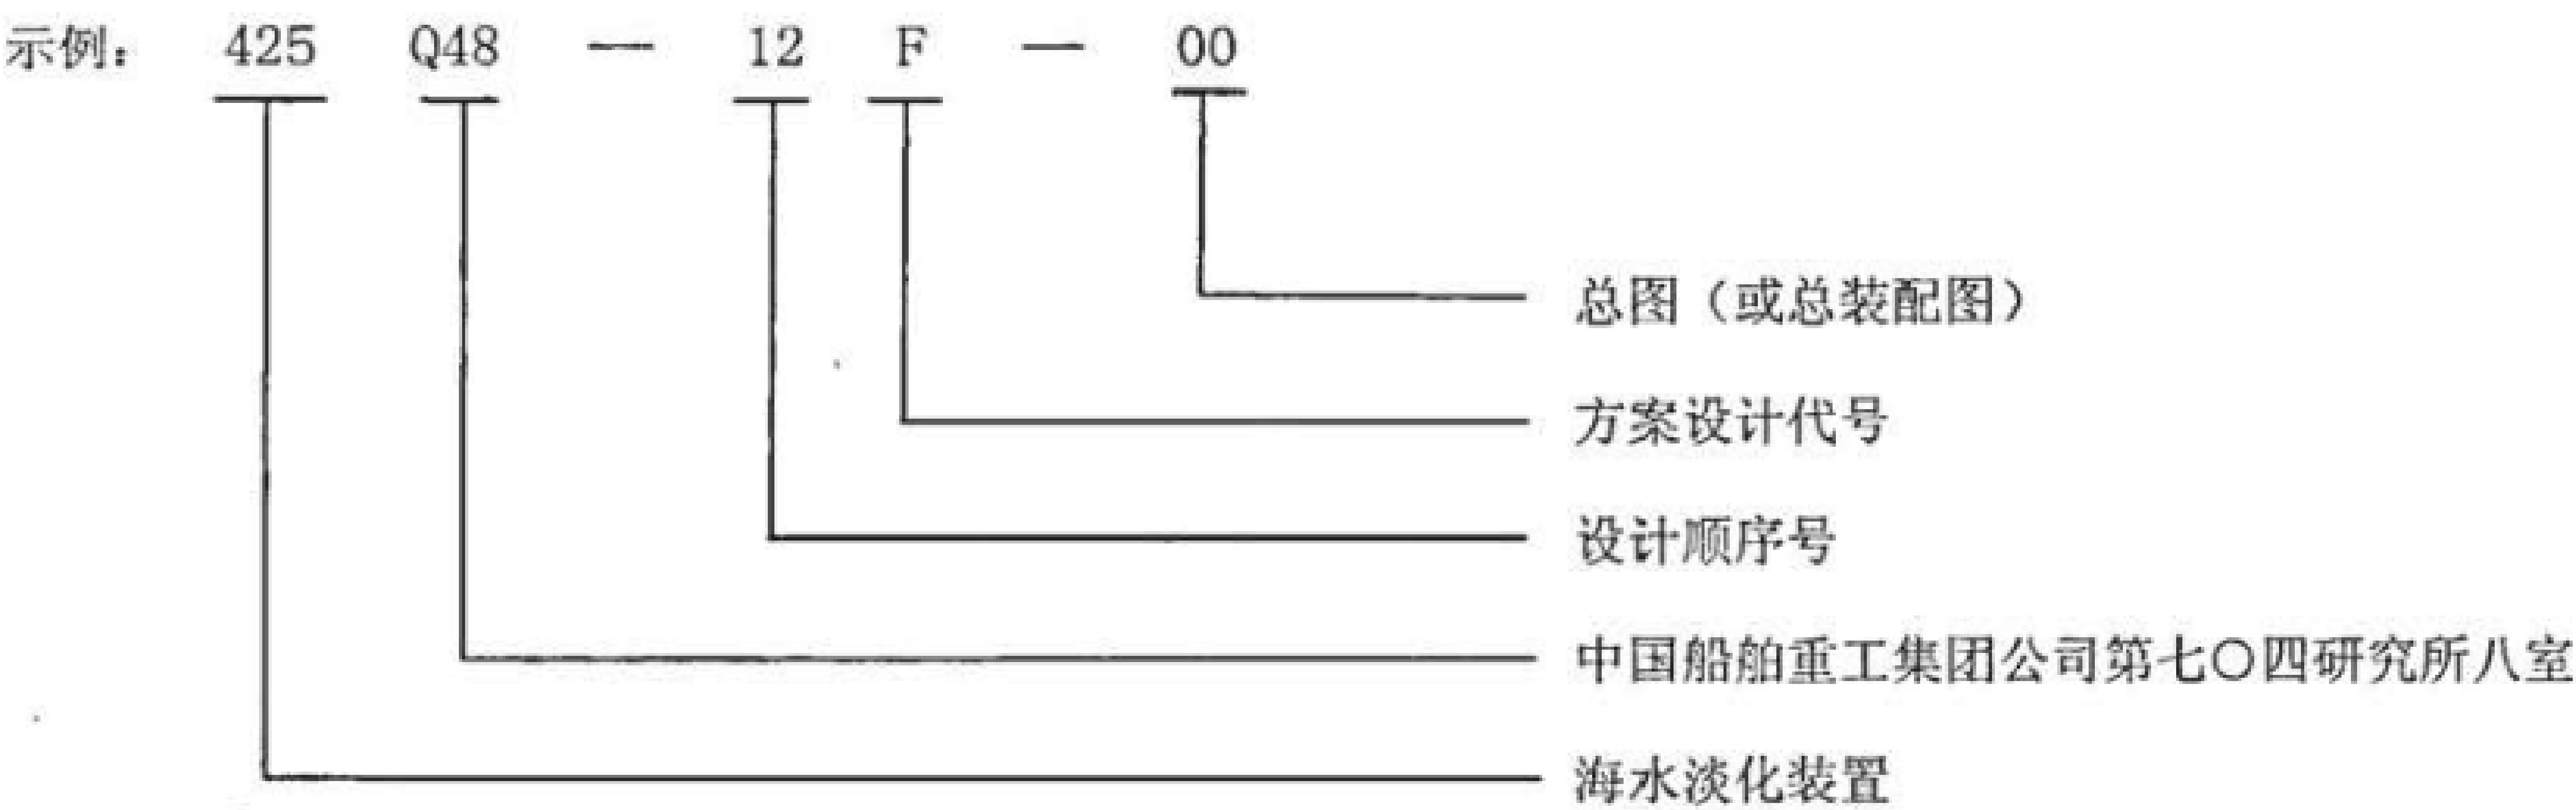 示例： 425 Q48 — 12 F — 00
总图（或总装配图）
方案设计代号
设计顺序号
中国船舶重工集团公司第七〇四研究所八室
海水淡化装置